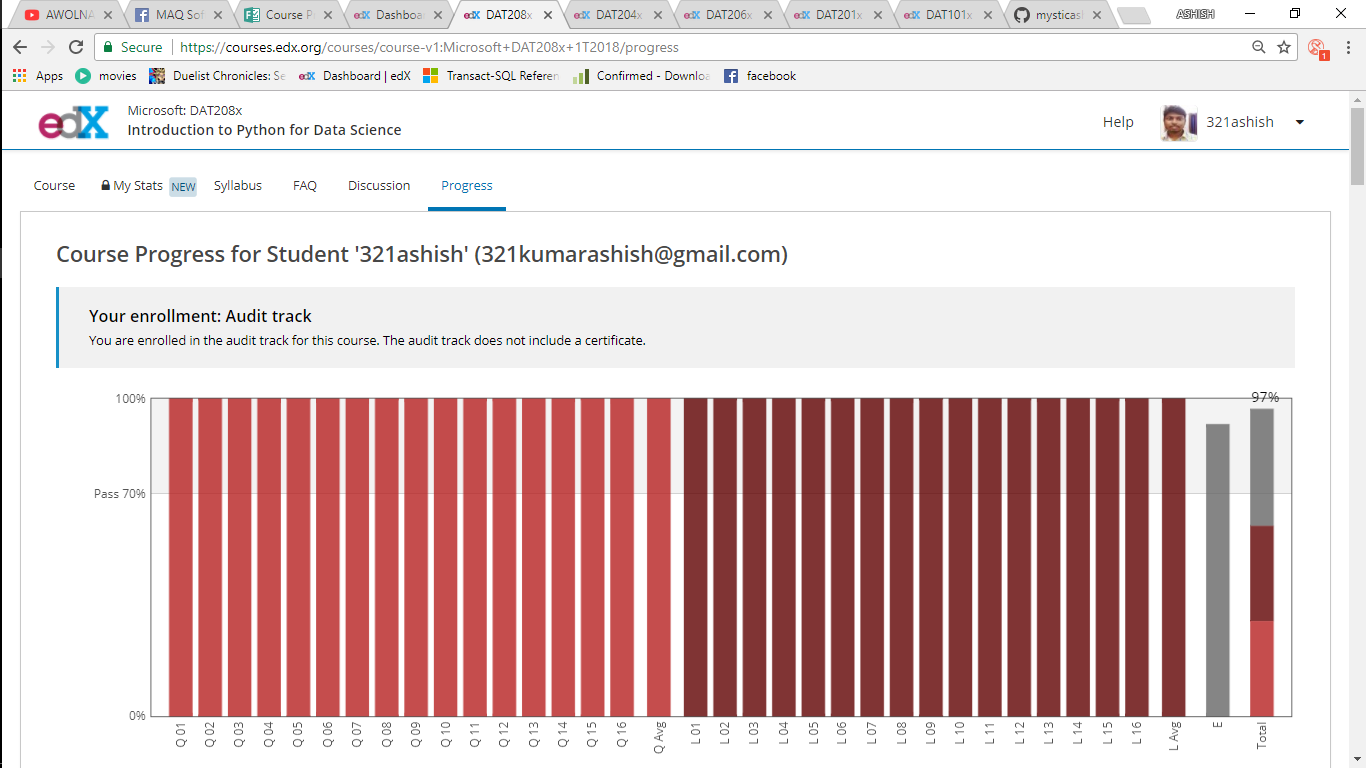 AWOLNA
MAQ Sof
Course P
Dashboar
DAT208x
DAT204x
DAT206x
DAT201x
DAT101x
mysticas
ASHISH
Secure
https://courses.edx.org/courses/course-v1:Microsoft+DAT208x+1T2018/progress
1
Apps
movies
Duelist Chronicles: Se
Dashboard | edX
Transact-SQL Referen
Confirmed - Downloa
facebook
edX
Microsoft: DAT208x
Introduction to Python for Data Science
Help
321ashish
Course
My Stats NEW
Syllabus
FAQ
Discussion
Progress
Course Progress for Student '321ashish' (321kumarashish@gmail.com)
Your enrollment: Audit track
You are enrolled in the audit track for this course. The audit track does not include a certificate.
100%
Pass 70%
0%
97%
Q 01
Q 02
Q 03
Q 04
Q 05
Q 06
Q 07
Q 08
Q 09
Q 10
Q 11
Q 12
Q 13
Q 14
Q 15
Q 16
Q Avg
L 01
L 02
L 03
L 04
L 05
L 06
L 07
L 08
L 09
L 10
L 11
L 12
L 13
L 14
L 15
L 16
L Avg
E
Total